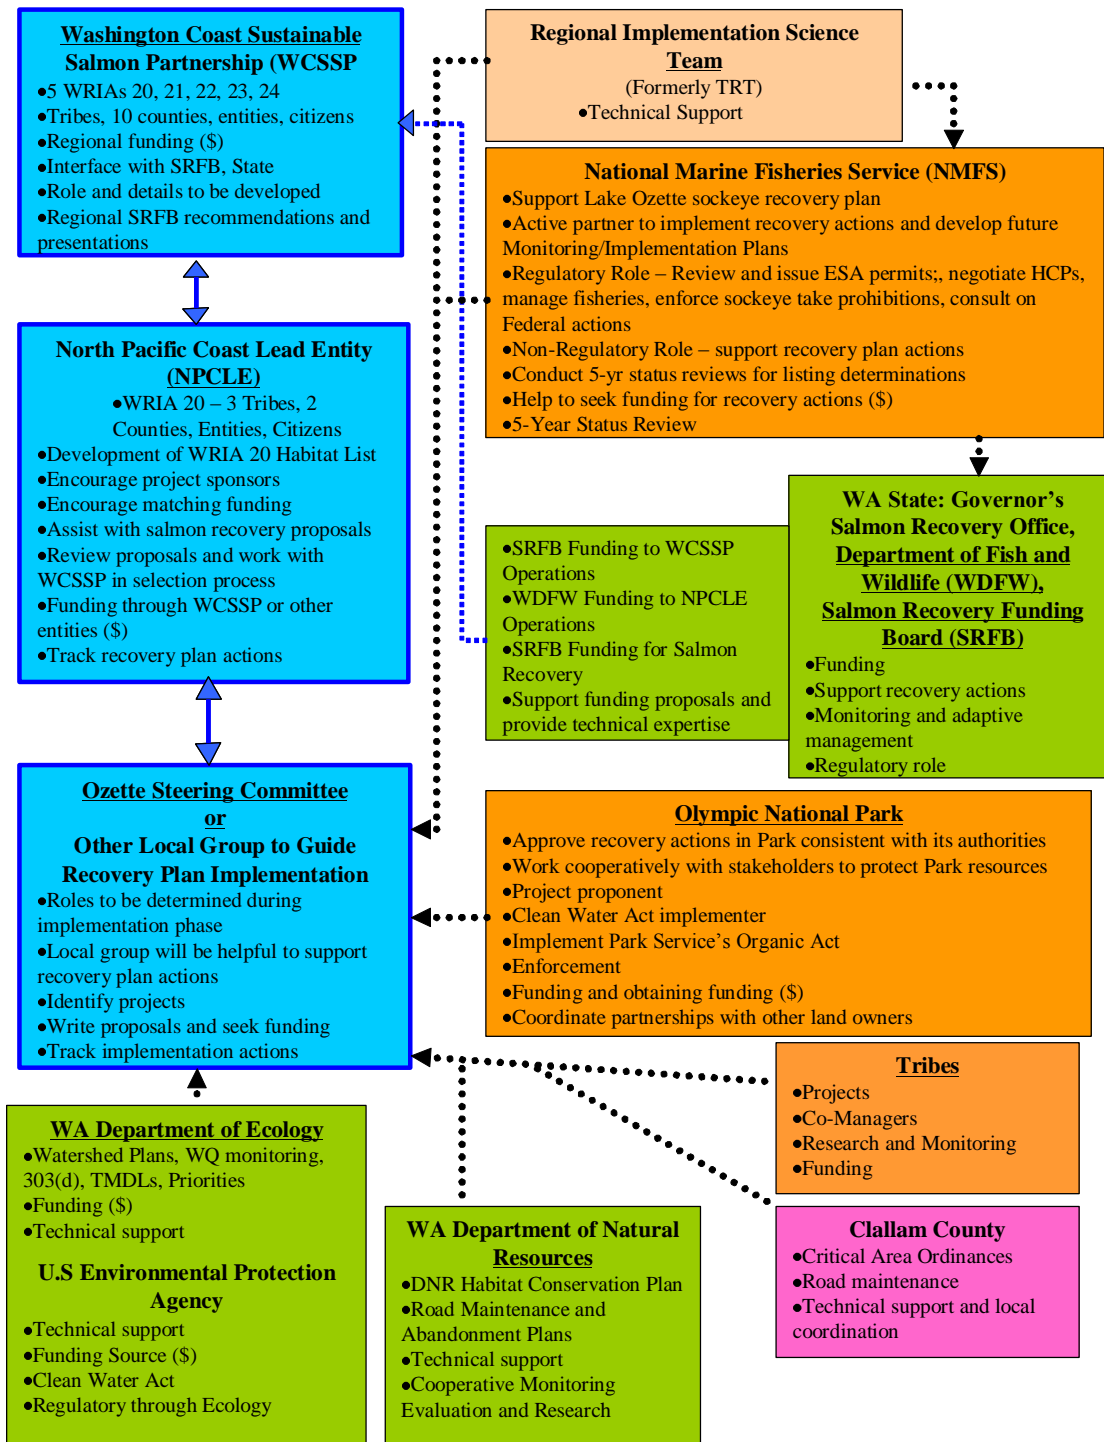 Washington Coast Sustainable
Salmon Partnership (WCSSP
•5 WRIAs 20, 21, 22, 23, 24
•Tribes, 10 counties, entities, citizens
•Regional funding ($)
•Interface with SRFB, State
•Role and details to be developed
•Regional SRFB recommendations and
presentations
North Pacific Coast Lead Entity
(NPCLE)
•WRIA 20 – 3 Tribes, 2
Counties, Entities, Citizens
•Development of WRIA 20 Habitat List
•Encourage project sponsors
•Encourage matching funding
•Assist with salmon recovery proposals
•Review proposals and work with
WCSSP in selection process
•Funding through WCSSP or other
entities ($)
•Track recovery plan actions
Ozette Steering Committee
or
Other Local Group to Guide
Recovery Plan Implementation
•Roles to be determined during
implementation phase
•Local group will be helpful to support
recovery plan actions
•Identify projects
•Write proposals and seek funding
•Track implementation actions
WA Department of Ecology
•Watershed Plans, WQ monitoring,
303(d), TMDLs, Priorities
•Funding ($)
•Technical support
U.S Environmental Protection
Agency
•Technical support
•Funding Source ($)
•Clean Water Act
•Regulatory through Ecology
Regional Implementation Science
Team
(Formerly TRT)
•Technical Support
National Marine Fisheries Service (NMFS)
•Support Lake Ozette sockeye recovery plan
•Active partner to implement recovery actions and develop future
Monitoring/Implementation Plans
•Regulatory Role – Review and issue ESA permits;, negotiate HCPs,
manage fisheries, enforce sockeye take prohibitions, consult on
Federal actions
•Non-Regulatory Role – support recovery plan actions
•Conduct 5-yr status reviews for listing determinations
•Help to seek funding for recovery actions ($)
•5-Year Status Review
WA State: Governor's
Salmon Recovery Office,
Department of Fish and
Wildlife (WDFW),
Salmon Recovery Funding
Board (SRFB)
•Funding
•Support recovery actions
•Monitoring and adaptive
management
•Regulatory role
•SRFB Funding to WCSSP
Operations
•WDFW Funding to NPCLE
Operations
•SRFB Funding for Salmon
Recovery
•Support funding proposals and
provide technical expertise
Olympic National Park
•Approve recovery actions in Park consistent with its authorities
•Work cooperatively with stakeholders to protect Park resources
•Project proponent
•Clean Water Act implementer
•Implement Park Service's Organic Act
•Enforcement
•Funding and obtaining funding ($)
•Coordinate partnerships with other land owners
Tribes
•Projects
•Co-Managers
•Research and Monitoring
•Funding
WA Department of Natural
Resources
•DNR Habitat Conservation Plan
•Road Maintenance and
Abandonment Plans
•Technical support
•Cooperative Monitoring
Evaluation and Research
Clallam County
•Critical Area Ordinances
•Road maintenance
•Technical support and local
coordination